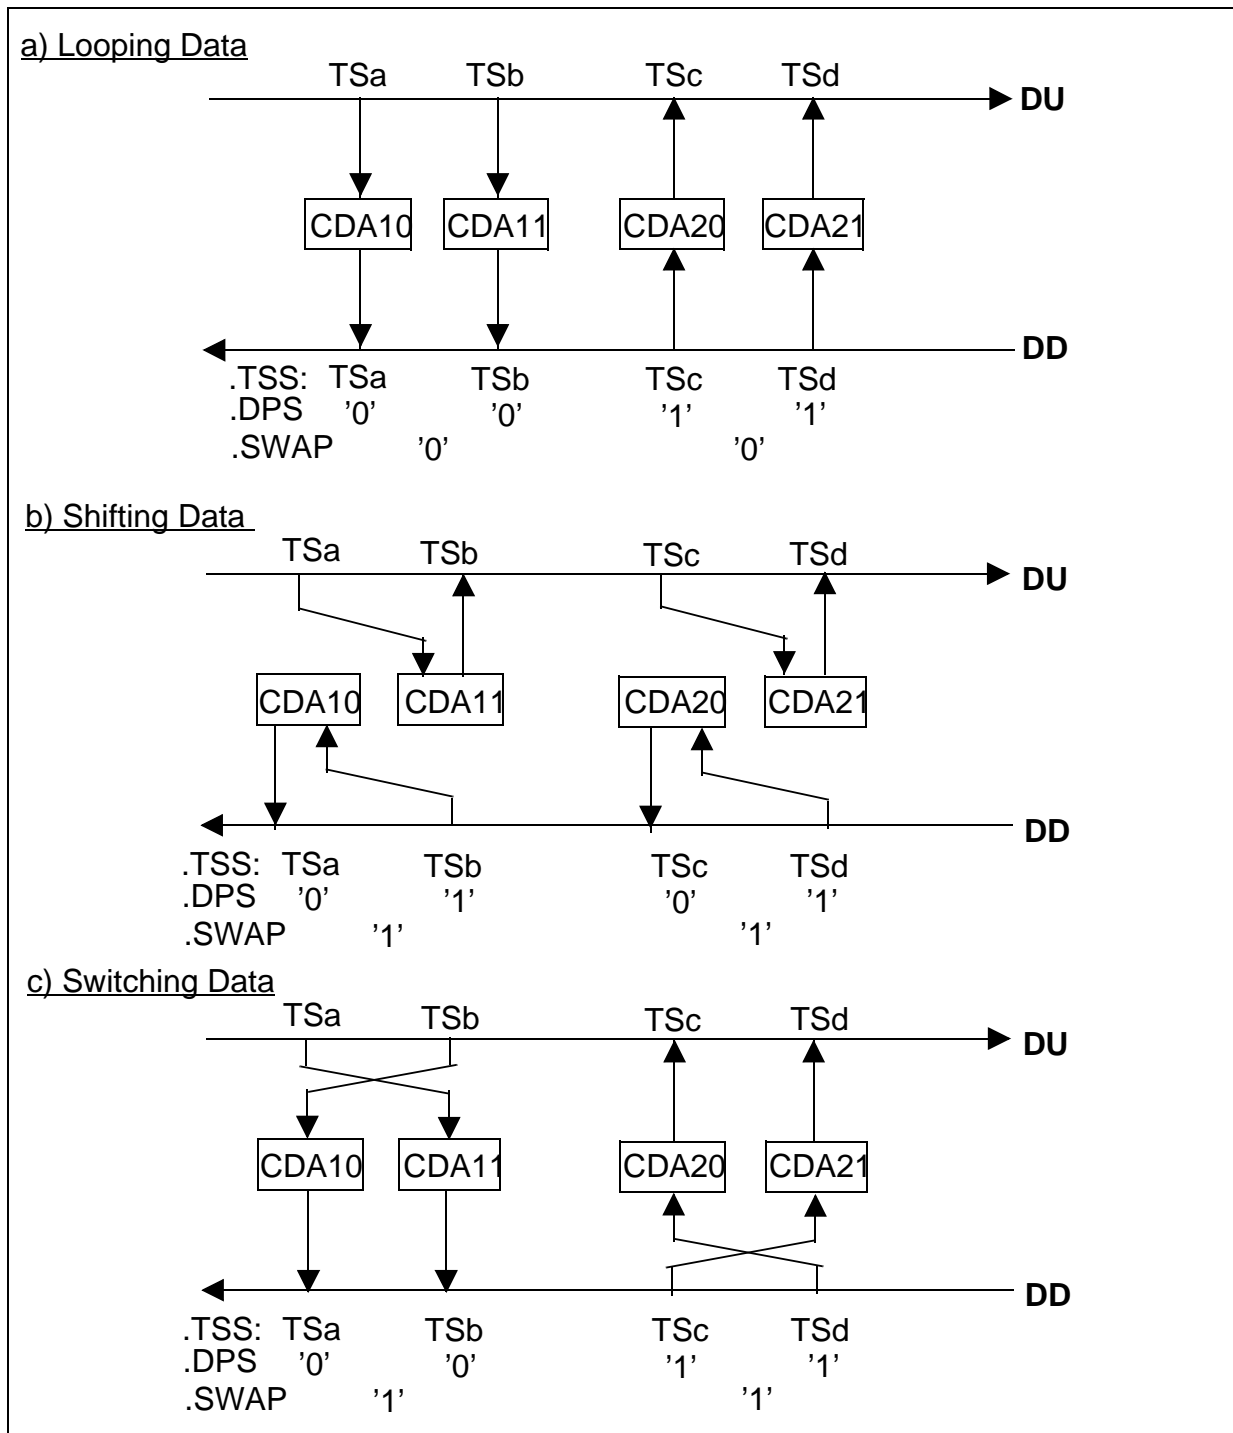 a) Looping Data
TSa TSb TSc TSd
DU
CDA10 CDA11 CDA20 CDA21
DD
.TSS: TSa TSb TSc TSd
.DPS '0’ ’0’ ’1’ ’1’
.SWAP ’0’ ’0’
b) Shifting Data
TSa TSb TSc TSd
DU
CDA10 CDA11 CDA20 CDA21
DD
.TSS: TSa TSb TSc TSd
.DPS '0’ ’1’ ’0’ ’1’
.SWAP ’1’ ’1’
c) Switching Data
TSa TSb TSc TSd
DU
CDA10 CDA11 CDA20 CDA21
DD
.TSS: TSa TSb TSc TSd
.DPS '0’ ’0’ ’1’ ’1’
.SWAP ’1’ ’1’